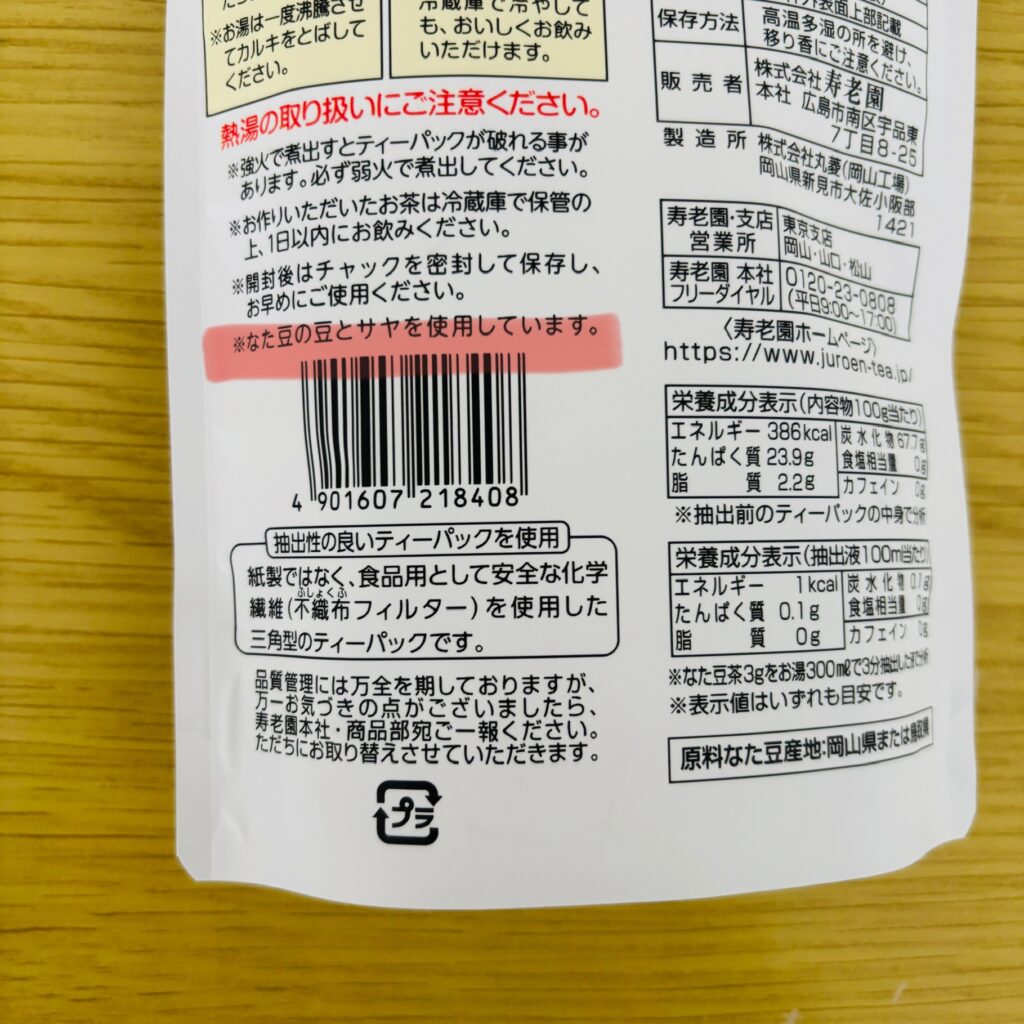 ※お湯は一度沸騰させ
てカルキをとばして
ください。
冷蔵庫で冷やして
も、おいしくお飲み
いただけます。
熱湯の取り扱いにご注意ください。
※強火で煮出すとティーパックが破れる事が
あります。必ず弱火で煮出してください。
※お作りいただいたお茶は冷蔵庫で保管の
上、1日以内にお飲みください。
※開封後はチャックを密封して保存し、
お早めにご使用ください。
※なた豆の豆とサヤを使用しています。
4 901607 218408
抽出性の良いティーパックを使用
紙製ではなく、食品用として安全な化学
繊維(不織布フィルター)を使用した
ふしょくふ
三角型のティーパックです。
品質管理には万全を期しておりますが、
万一お気づきの点がございましたら、
寿老園本社・商品部宛ご一報ください。
ただちにお取り替えさせていただきます。
プラ
外表面上部記載
保存方法 高温多湿の所を避け、
移り香にご注意ください。
販売者 株式会社寿老園
本社 広島市南区宇品東
7丁目8-25
製造所 株式会社丸菱(岡山工場)
岡山県新見市大佐小阪部
1421
寿老園・支店
営業所
東京支店
岡山・山口・松山
寿老園 本社
フリーダイヤル
0120-23-0808
(平日9:00〜17:00)
〈寿老園ホームページ〉
https://www.juroen-tea.jp/
栄養成分表示(内容物100g当たり)
エネルギー 386kcal 炭水化物 67.7g
たんぱく質 23.9g 食塩相当量 0g
脂質 2.2g カフェイン 0g
※抽出前のティーパックの中身で分析
栄養成分表示(抽出液100ml当たり)
エネルギー 1kcal 炭水化物 0.1g
たんぱく質 0.1g 食塩相当量 0g
脂質 0g カフェイン 0g
※なた豆茶3gをお湯300mlで3分抽出した液で分析
※表示値はいずれも目安です。
原料なた豆産地:岡山県または鳥取県